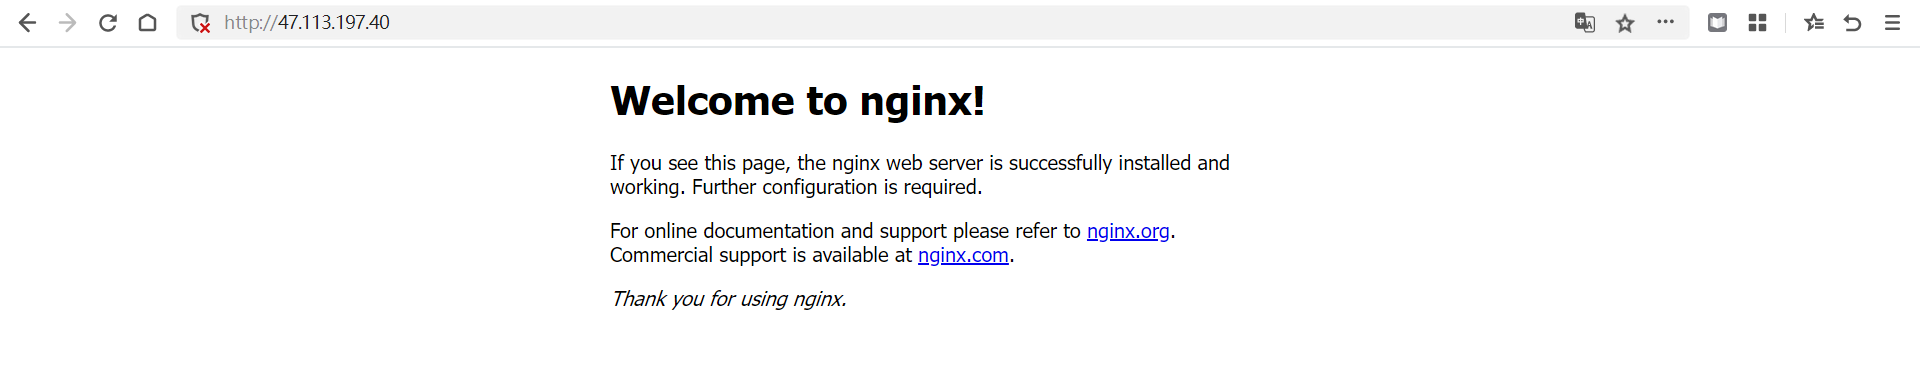 http://47.113.197.40
Welcome to nginx!
If you see this page, the nginx web server is successfully installed and
working. Further configuration is required.
For online documentation and support please refer to nginx.org.
Commercial support is available at nginx.com.
Thank you for using nginx.